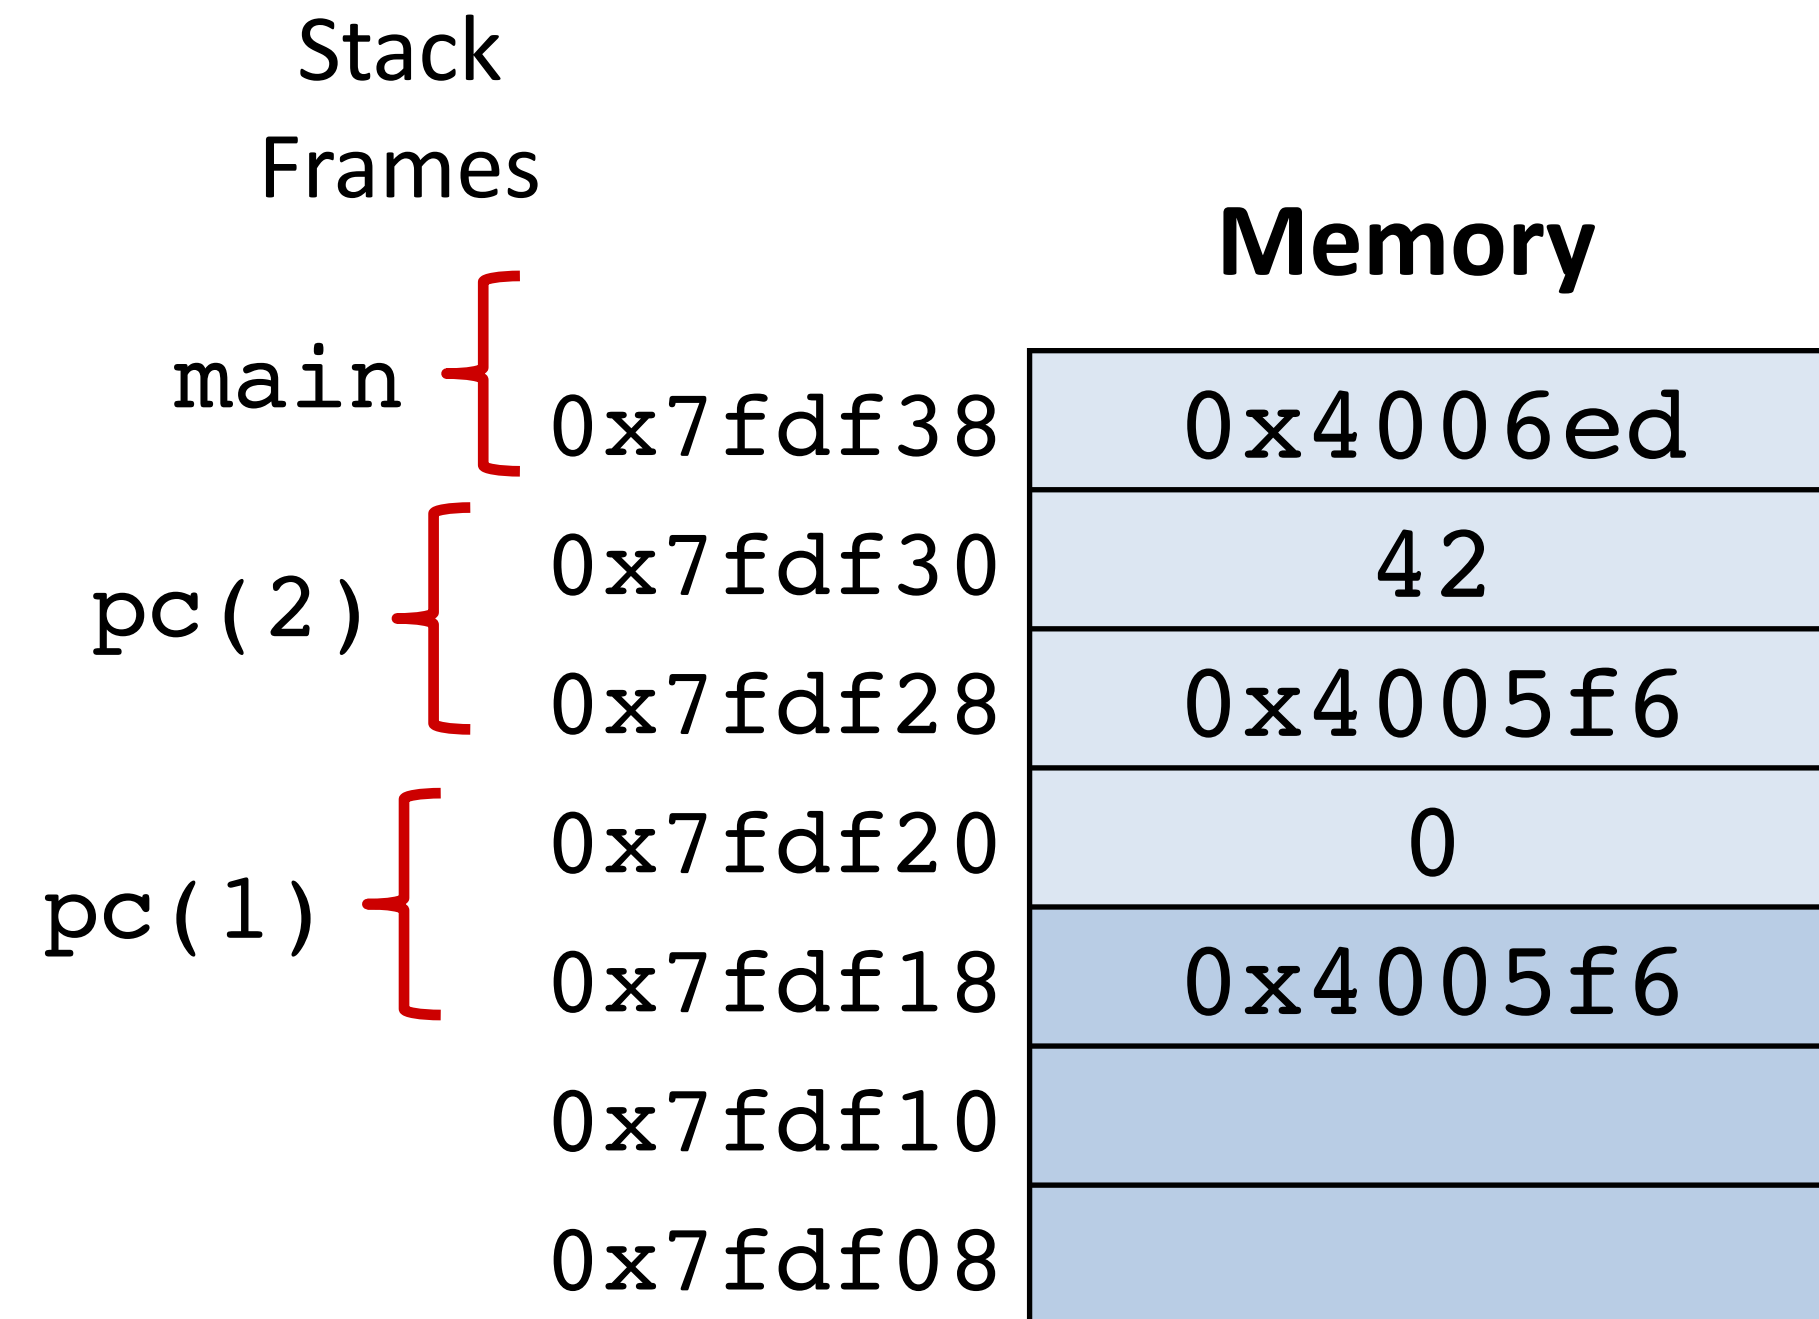 Stack
Frames
Memory
main
0x7fdf38 0x4006ed
0x7fdf30 42
pc(2)
0x7fdf28 0x4005f6
0x7fdf20 0
pc(1)
0x7fdf18 0x4005f6
0x7fdf10
0x7fdf08